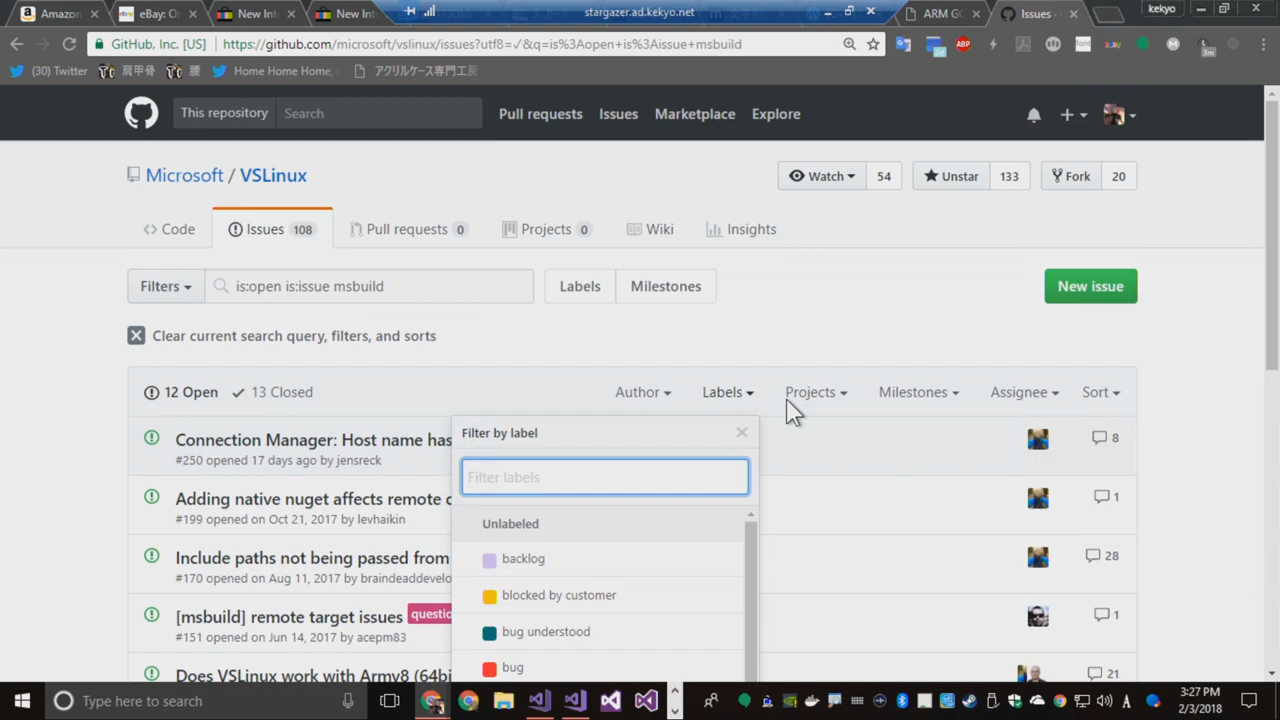 Amazon
eBay: O
New Inte
New Int
stargazer.ad.kekyo.net
ARM G
Issues ·
kekyo
GitHub, Inc. [US]
https://github.com/microsoft/vslinux/issues?utf8=✓&q=is%3Aopen+is%3Aissue+msbuild
(30) Twitter
肩甲骨
腰
Home Home Home,
アクリルケース専門工房
This repository
Search
Pull requests
Issues
Marketplace
Explore
Microsoft / VSLinux
Watch
54
Unstar
133
Fork
20
Code
Issues 108
Pull requests 0
Projects 0
Wiki
Insights
Filters
is:open is:issue msbuild
Labels
Milestones
New issue
Clear current search query, filters, and sorts
12 Open
13 Closed
Author
Labels
Projects
Milestones
Assignee
Sort
Connection Manager: Host name has
#250 opened 17 days ago by jensreck
8
Adding native nuget affects remote c
#199 opened on Oct 21, 2017 by levhaikin
1
Include paths not being passed from
#170 opened on Aug 11, 2017 by braindeaddevelo
28
[msbuild] remote target issues
questio
#151 opened on Jun 14, 2017 by acepm83
1
Does VSLinux work with Army8 (64bi
21
Filter by label
Filter labels
Unlabeled
backlog
blocked by customer
bug understood
bug
Type here to search
3:27 PM
2/3/2018